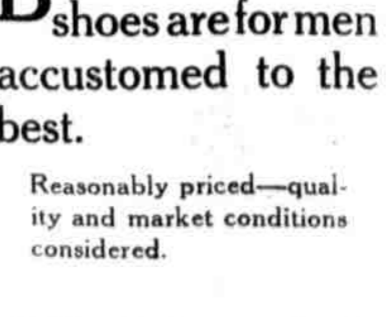 shoes are for men
accustomed to the
best.
Reasonably priced—qual-
ity and market conditions
considered.